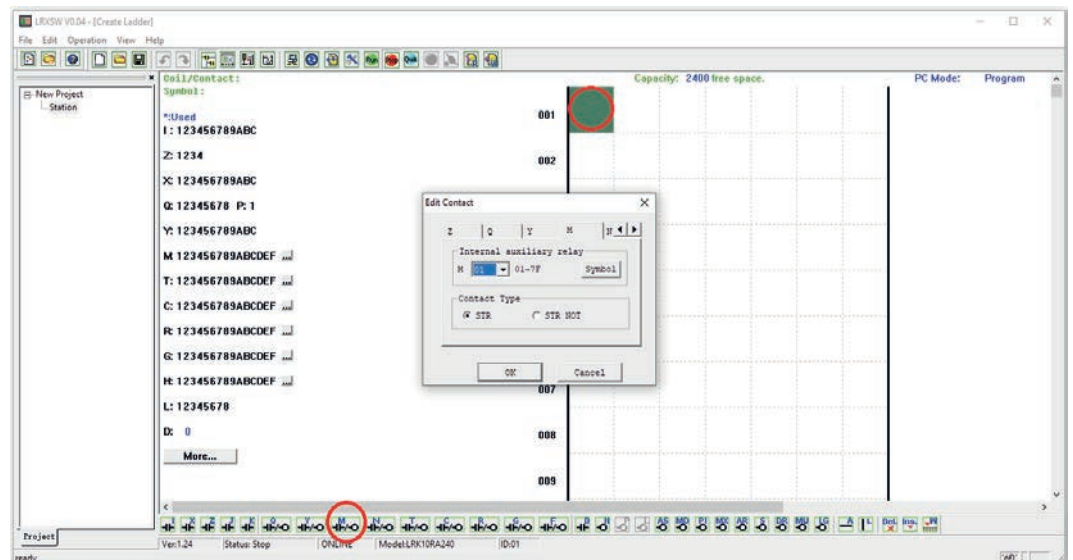 LRXSW V0.04 - [Create Ladder]
File Edit Operation View Help
New Project
Station
Project
Coil/Contact:
Symbol:
Capacity: 2400 free space.
PC Mode: Program
*:Used
I: 123456789ABC
Z: 1234
X: 123456789ABC
Q: 12345678 P: 1
Y: 123456789ABC
M: 123456789ABCDEF ...
T: 123456789ABCDEF ...
C: 123456789ABCDEF ...
R: 123456789ABCDEF ...
G: 123456789ABCDEF ...
H: 123456789ABCDEF ...
L: 12345678
D: 0
More...
001
002
007
008
009
Edit Contact
Z Q Y M N
Internal auxiliary relay
M 01 01-7F Symbol
Contact Type
STR STR NOT
OK Cancel
Ver:1.24 Status: Stop ONLINE Model:LRK10RA240 ID:01
ready